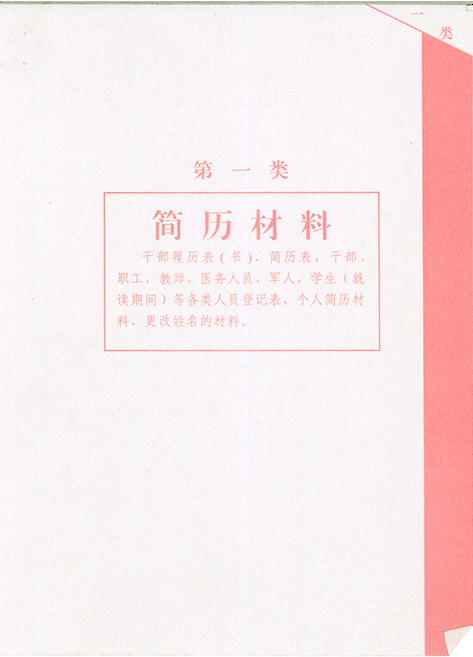 一
类
第一类
简历材料
干部履历表(书)、简历表,干部、
职工、教师、医务人员、军人、学生(就
读期间)等各类人员登记表,个人简历材
料、更改姓名的材料。